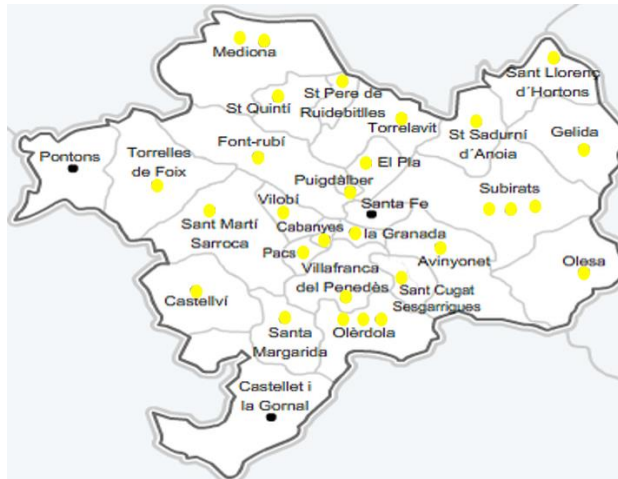 Mediona
Sant Llorenç
d´Hortons
St Pere de
Ruidebitlles
St Quintí
Torrelavit
St Sadurní
d´Anoia
Gelida
Font-rubí
Pontons
Torrelles
de Foix
El Pla
Puigdàlber
Subirats
Vilobí
Santa Fe
Sant Martí
Sarroca
Cabanyes
la Granada
Pacs
Avinyonet
Olesa
Villafranca
del Penedès
Sant Cugat
Sesgarrigues
Castellví
Santa
Margarida
Olèrdola
Castellet i
la Gornal